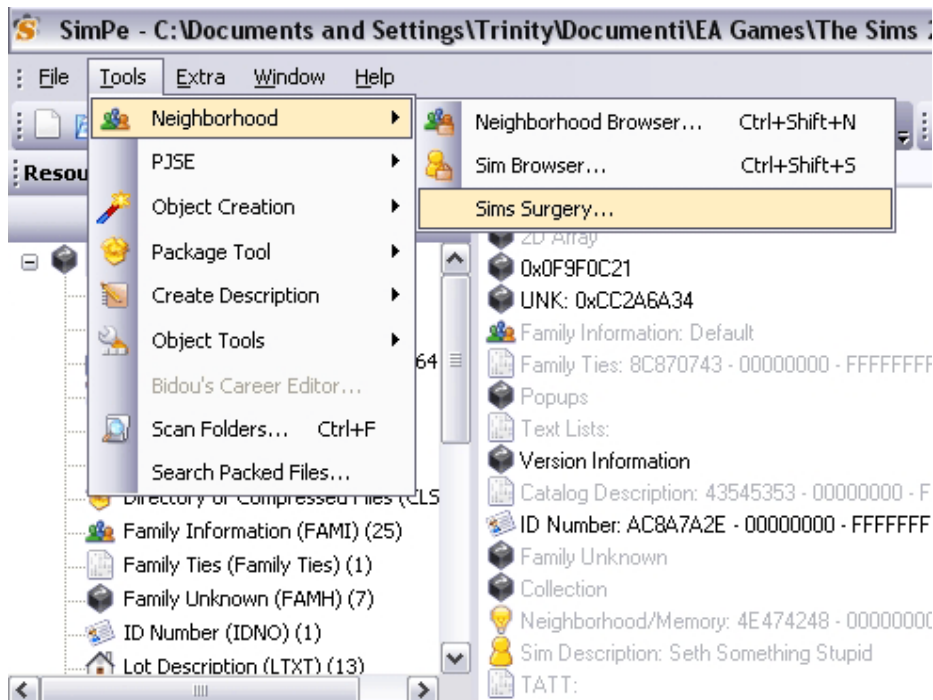 SimPe - C:\Documents and Settings\Trinity\Documenti\EA Games\The Sims 2
File Tools Extra Window Help
Neighborhood
PJSE
Object Creation
Package Tool
Create Description
Object Tools
Bidou's Career Editor...
Scan Folders... Ctrl+F
Search Packed Files...
Neighborhood Browser... Ctrl+Shift+N
Sim Browser... Ctrl+Shift+S
Sims Surgery...
Resou
64
Directory of Compressed Files (CLS
Family Information (FAMI) (25)
Family Ties (Family Ties) (1)
Family Unknown (FAMH) (7)
ID Number (IDNO) (1)
Lot Description (LTXT) (13)
2D Array
0x0F9F0C21
UNK: 0xCC2A6A34
Family Information: Default
Family Ties: 8C870743 - 00000000 - FFFFFFFF
Popups
Text Lists:
Version Information
Catalog Description: 43545353 - 00000000 - F
ID Number: AC8A7A2E - 00000000 - FFFFFFF
Family Unknown
Collection
Neighborhood/Memory: 4E474248 - 00000000
Sim Description: Seth Something Stupid
TATT: